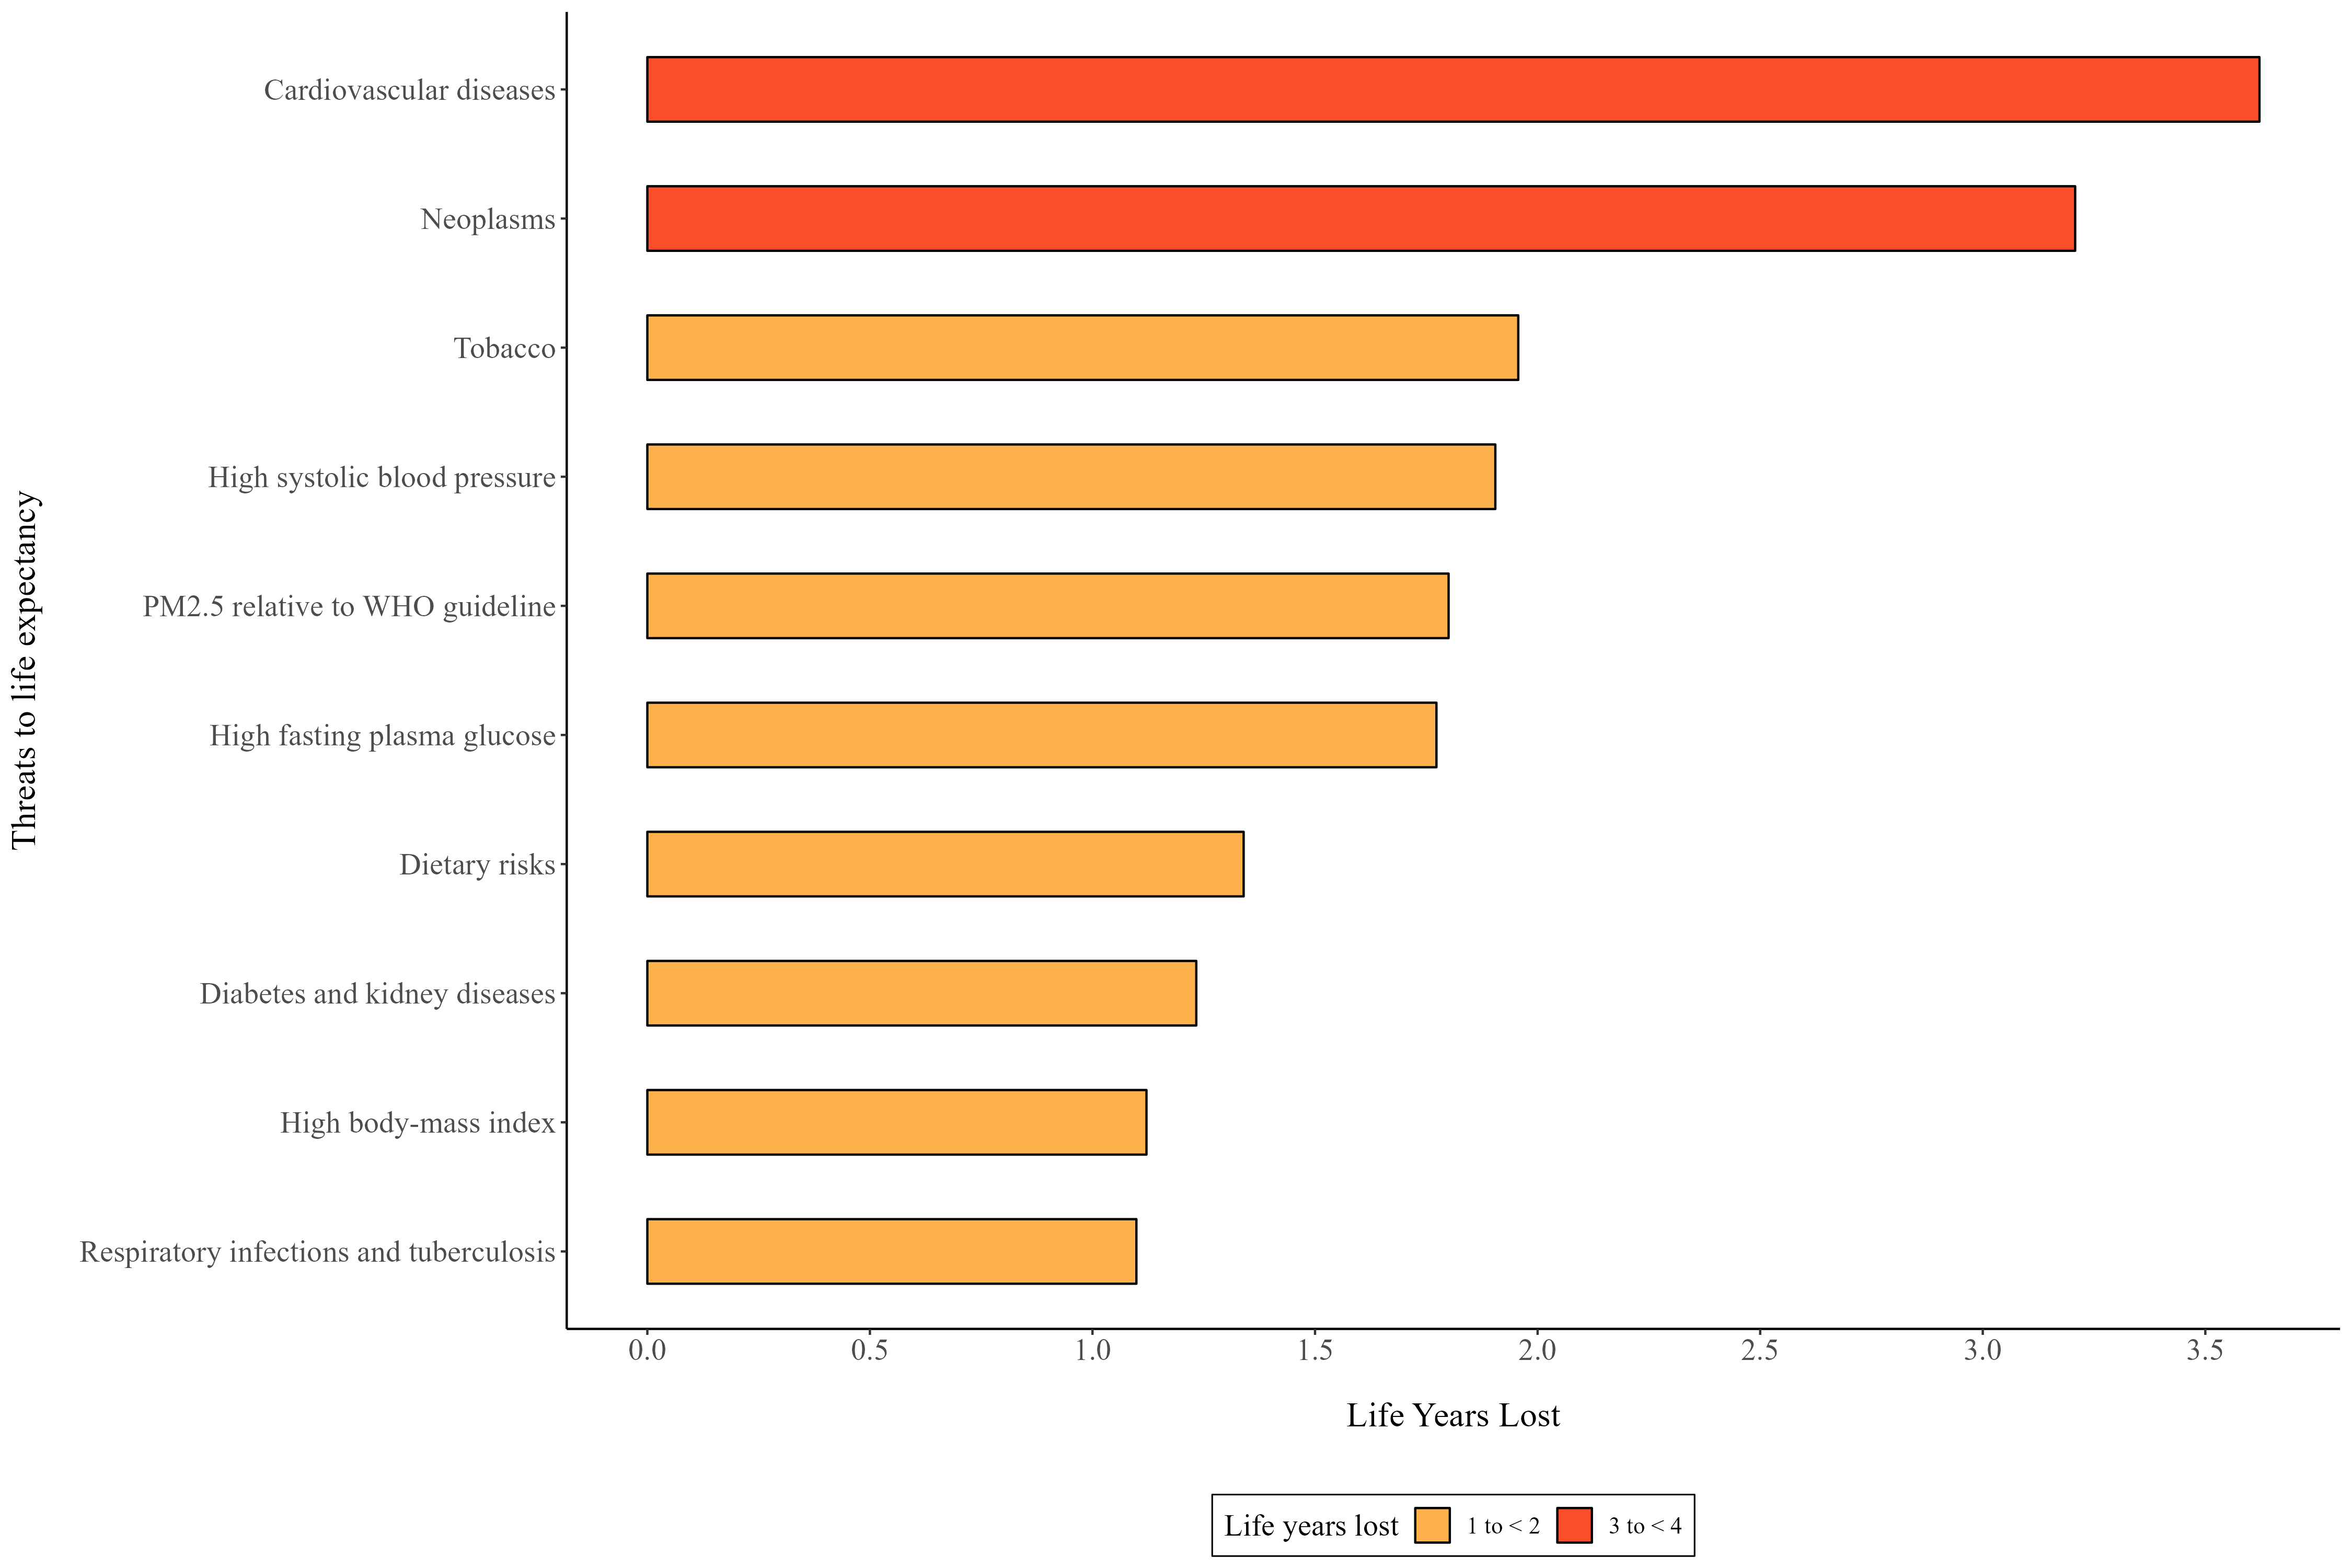 Threats to life expectancy
Cardiovascular diseases
Neoplasms
Tobacco
High systolic blood pressure
PM2.5 relative to WHO guideline
High fasting plasma glucose
Dietary risks
Diabetes and kidney diseases
High body-mass index
Respiratory infections and tuberculosis
0.0 0.5 1.0 1.5 2.0 2.5 3.0 3.5
Life Years Lost
Life years lost 1 to < 2 3 to < 4